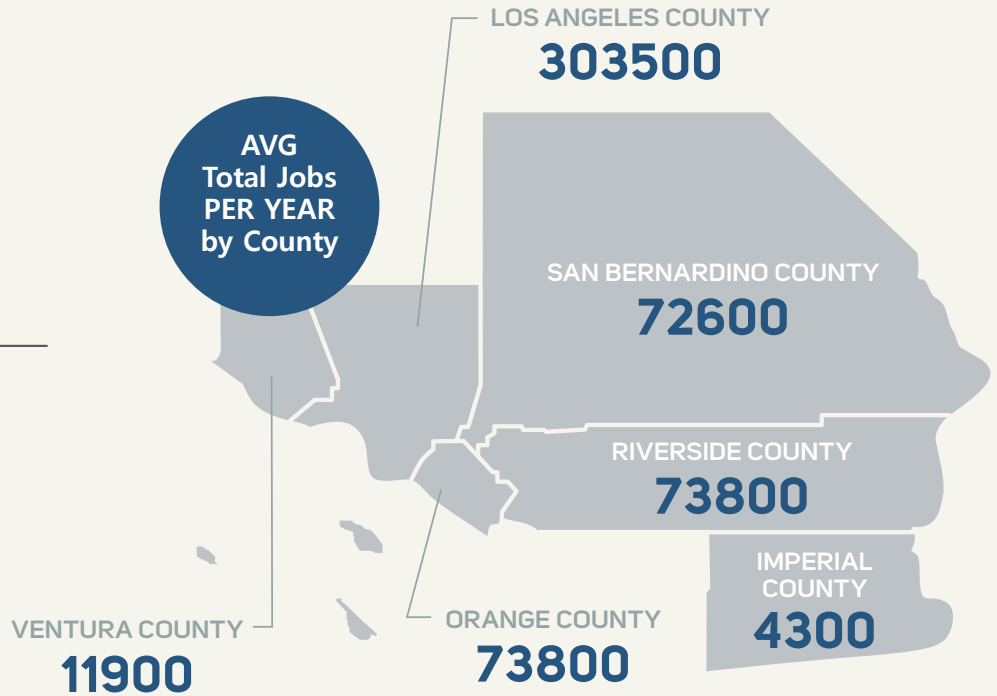 LOS ANGELES COUNTY
303500
AVG
Total Jobs
PER YEAR
by County
SAN BERNARDINO COUNTY
72600
RIVERSIDE COUNTY
73800
IMPERIAL
COUNTY
4300
VENTURA COUNTY
11900
ORANGE COUNTY
73800